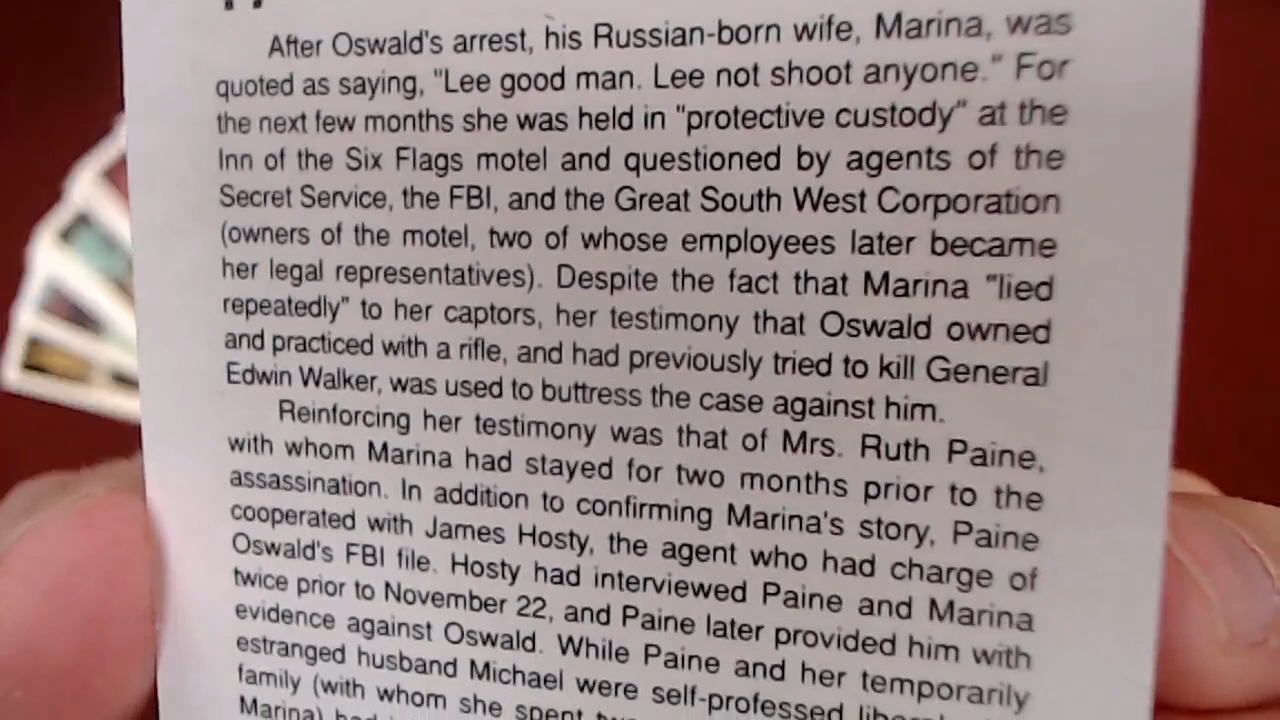 After Oswald's arrest, his Russian-born wife, Marina, was
quoted as saying, "Lee good man. Lee not shoot anyone." For
the next few months she was held in "protective custody" at the
Inn of the Six Flags motel and questioned by agents of the
Secret Service, the FBI, and the Great South West Corporation
(owners of the motel, two of whose employees later became
her legal representatives). Despite the fact that Marina "lied
repeatedly" to her captors, her testimony that Oswald owned
and practiced with a rifle, and had previously tried to kill General
Edwin Walker, was used to buttress the case against him.
Reinforcing her testimony was that of Mrs. Ruth Paine,
with whom Marina had stayed for two months prior to the
assassination. In addition to confirming Marina's story, Paine
cooperated with James Hosty, the agent who had charge of
Oswald's FBI file. Hosty had interviewed Paine and Marina
twice prior to November 22, and Paine later provided him with
evidence against Oswald. While Paine and her temporarily
estranged husband Michael were self-professed
family (with whom she spent
Marina)